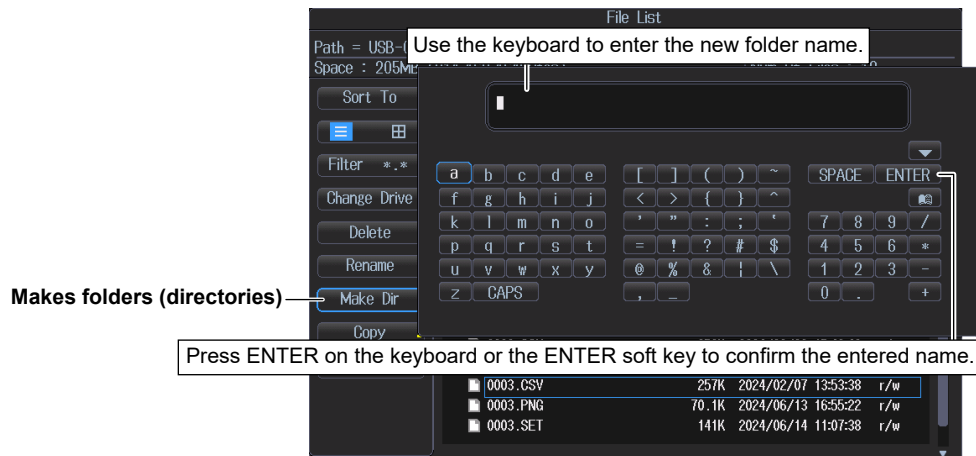 File List
Path = USB-
Use the keyboard to enter the new folder name.
Space : 205MB
Sort To
Filter *.*
Change Drive
Delete
Rename
Makes folders (directories)
Make Dir
Copy
a b c d e [ ] ( ) ~ SPACE ENTER
f g h i j < > { } ^
k l m n o ' " : ; ` 7 8 9 /
p q r s t = ! ? # $ 4 5 6 *
u v w x y @ % & ¦ \ 1 2 3 -
z CAPS , _ 0 . +
Press ENTER on the keyboard or the ENTER soft key to confirm the entered name.
0003.CSV 257K 2024/02/07 13:53:38 r/w
0003.PNG 70.1K 2024/06/13 16:55:22 r/w
0003.SET 141K 2024/06/14 11:07:38 r/w